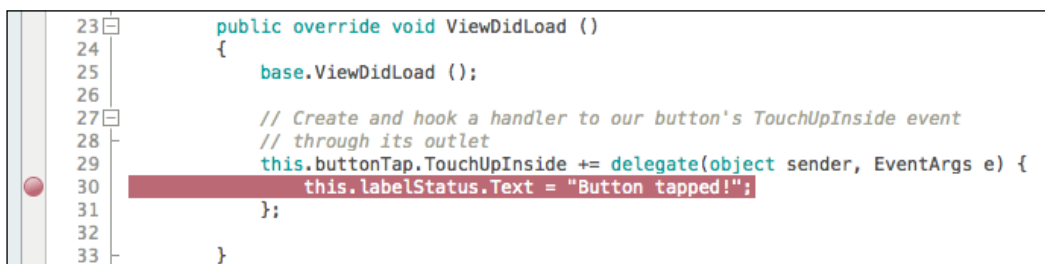 23 public override void ViewDidLoad ()
24 {
25 base.ViewDidLoad ();
26
27 // Create and hook a handler to our button's TouchUpInside event
28 // through its outlet
29 this.buttonTap.TouchUpInside += delegate(object sender, EventArgs e) {
30 this.labelStatus.Text = "Button tapped!";
31 };
32
33 }